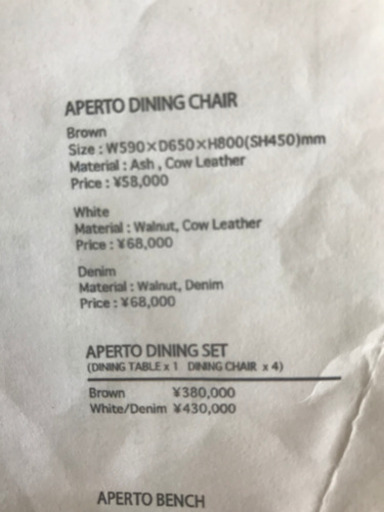 APERTO DINING CHAIR
Brown
Size : W590×D650×H800(SH450)mm
Material : Ash , Cow Leather
Price : ¥58,000
White
Material : Walnut, Cow Leather
Price : ¥68,000
Denim
Material : Walnut, Denim
Price : ¥68,000
APERTO DINING SET
(DINING TABLE x 1 DINING CHAIR x 4)
Brown ¥380,000
White/Denim ¥430,000
APERTO BENCH